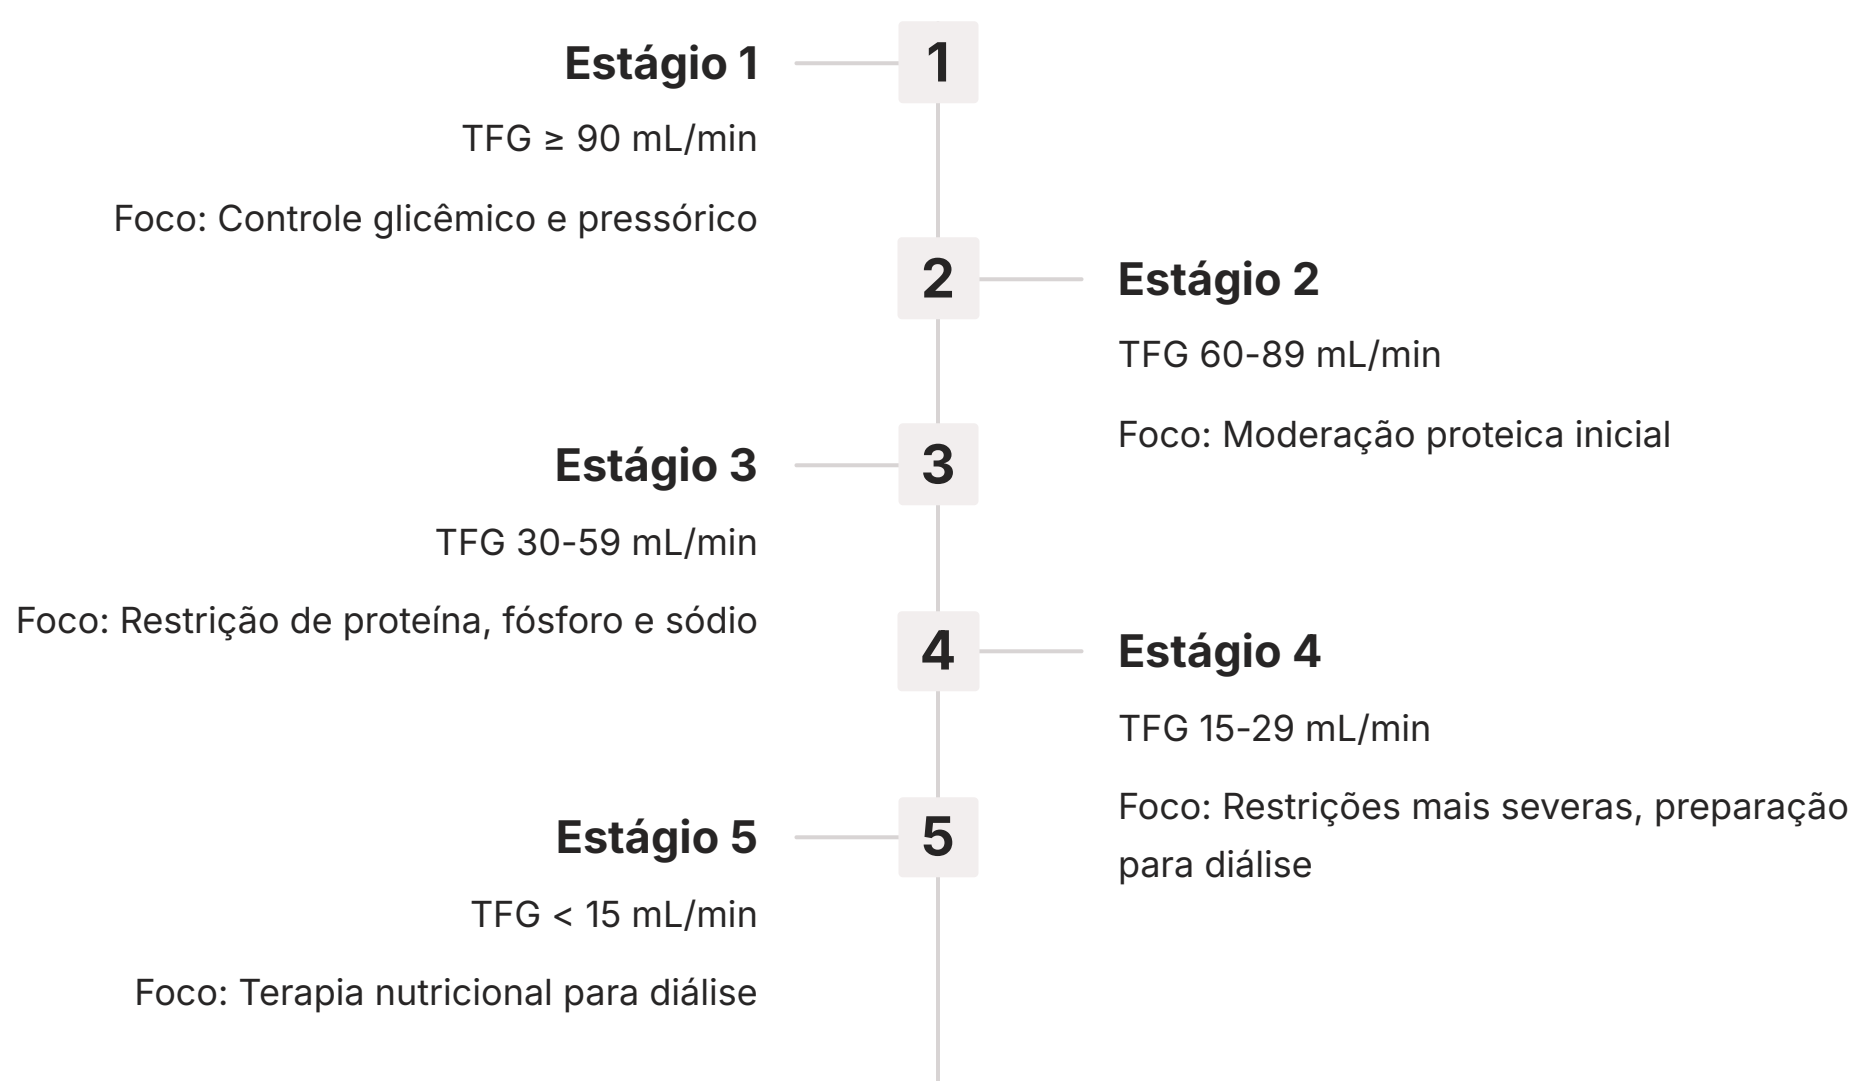 Estágio 1
1
TFG ≥ 90 mL/min
Foco: Controle glicêmico e pressórico
2
Estágio 2
TFG 60-89 mL/min
Foco: Moderação proteica inicial
Estágio 3
3
TFG 30-59 mL/min
Foco: Restrição de proteína, fósforo e sódio
4
Estágio 4
TFG 15-29 mL/min
Foco: Restrições mais severas, preparação
para diálise
Estágio 5
5
TFG < 15 mL/min
Foco: Terapia nutricional para diálise